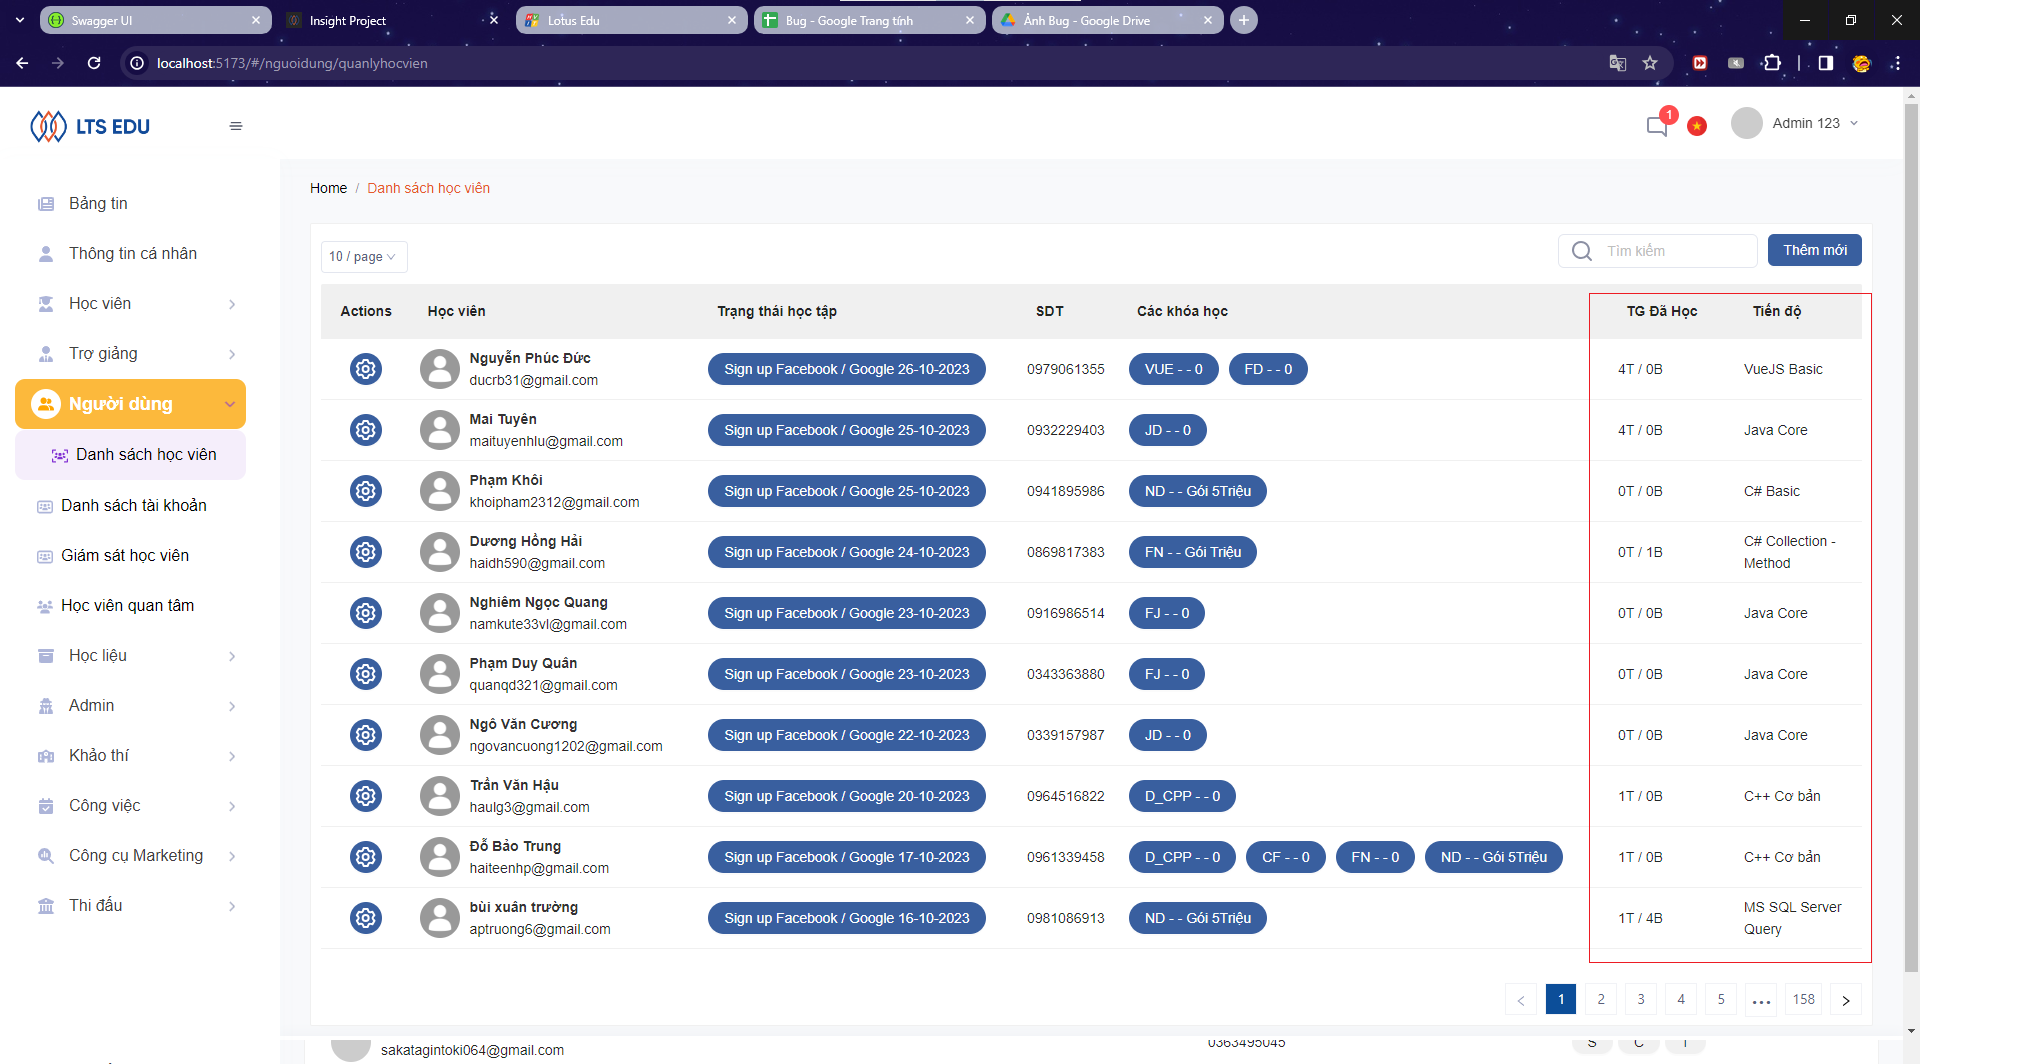 Swagger UI
Insight Project
Lotus Edu
Bug - Google Trang tính
Ảnh Bug - Google Drive
localhost:5173/#/nguoidung/quanlyhocvien
LTS EDU
1
Admin 123
Bảng tin
Thông tin cá nhân
Học viên
Trợ giảng
Người dùng
Danh sách học viên
Danh sách tài khoản
Giám sát học viên
Học viên quan tâm
Học liệu
Admin
Khảo thí
Công việc
Công cụ Marketing
Thi đấu
Home / Danh sách học viên
10 / page
Tìm kiếm
Thêm mới
Actions Học viên Trạng thái học tập SDT Các khóa học TG Đã Học Tiến độ
Nguyễn Phúc Đức
ducrb31@gmail.com
Sign up Facebook / Google 26-10-2023 0979061355 VUE - - 0 FD - - 0 4T / 0B VueJS Basic
Mai Tuyên
maituyenhlu@gmail.com
Sign up Facebook / Google 25-10-2023 0932229403 JD - - 0 4T / 0B Java Core
Phạm Khôi
khoipham2312@gmail.com
Sign up Facebook / Google 25-10-2023 0941895986 ND - - Gói 5Triệu 0T / 0B C# Basic
Dương Hồng Hải
haidh590@gmail.com
Sign up Facebook / Google 24-10-2023 0869817383 FN - - Gói Triệu 0T / 1B C# Collection -
Method
Nghiêm Ngọc Quang
namkute33vl@gmail.com
Sign up Facebook / Google 23-10-2023 0916986514 FJ - - 0 0T / 0B Java Core
Phạm Duy Quân
quanqd321@gmail.com
Sign up Facebook / Google 23-10-2023 0343363880 FJ - - 0 0T / 0B Java Core
Ngô Văn Cương
ngovancuong1202@gmail.com
Sign up Facebook / Google 22-10-2023 0339157987 JD - - 0 0T / 0B Java Core
Trần Văn Hậu
haulg3@gmail.com
Sign up Facebook / Google 20-10-2023 0964516822 D_CPP - - 0 1T / 0B C++ Cơ bản
Đỗ Bảo Trung
haiteenhp@gmail.com
Sign up Facebook / Google 17-10-2023 0961339458 D_CPP - - 0 CF - - 0 FN - - 0 ND - - Gói 5Triệu 1T / 0B C++ Cơ bản
bùi xuân trường
aptruong6@gmail.com
Sign up Facebook / Google 16-10-2023 0981086913 ND - - Gói 5Triệu 1T / 4B MS SQL Server
Query
< 1 2 3 4 5 ••• 158 >
sakatagintoki064@gmail.com 0363495045 S C T